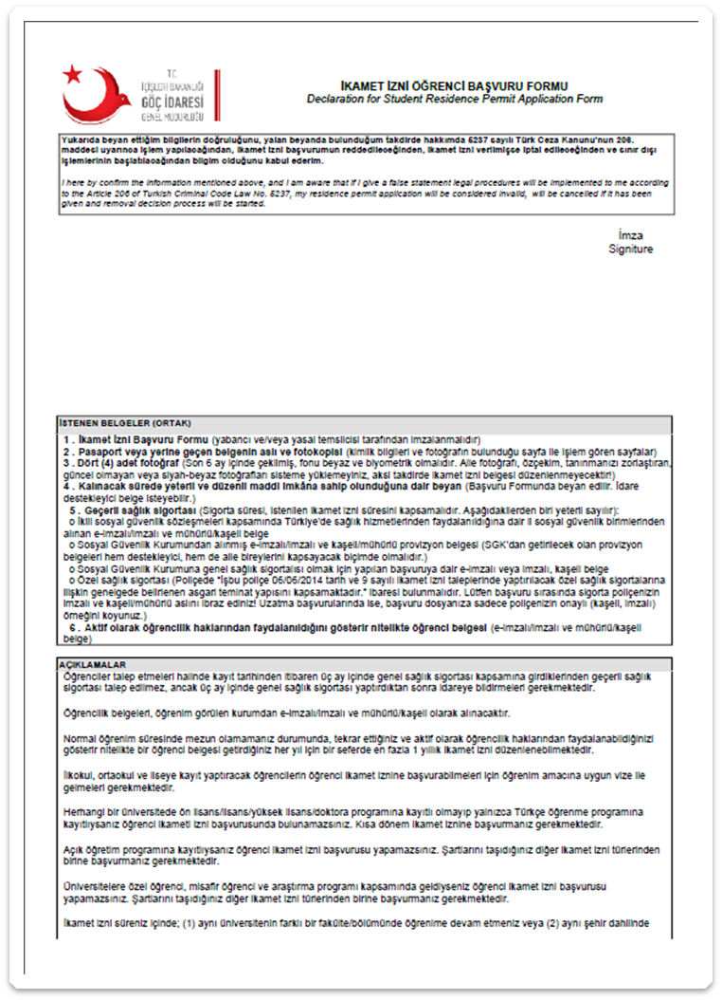 T.C.
İÇİŞLERİ BAKANLIĞI
GÖÇ İDARESİ
GENEL MÜDÜRLÜĞÜ
İKAMET İZNİ ÖĞRENCİ BAŞVURU FORMU
Declaration for Student Residence Permit Application Form
Yukarıda beyan ettiğim bilgilerin doğruluğunu, yalan beyanda bulunduğum takdirde hakkımda 5237 sayılı Türk Ceza Kanunu'nun 206.
maddesi uyarınca işlem yapılacağından, ikamet izni başvurumun reddedileceğinden, ikamet izni verilmişse iptal edileceğinden ve sınır dışı
işlemlerinin başlatılacağından bilgim olduğunu kabul ederim.
I here by confirm the information mentioned above, and I am aware that if I give a false statement legal procedures will be implemented to me according
to the Article 206 of Turkish Criminal Code Law No. 5237, my residence permit application will be considered invalid, will be cancelled if it has been
given and removal decision process will be started.
İmza
Signiture
İSTENEN BELGELER (ORTAK)
1 . İkamet İzni Başvuru Formu (yabancı ve/veya yasal temsilcisi tarafından imzalanmalıdır)
2 . Pasaport veya yerine geçen belgenin aslı ve fotokopisi (kimlik bilgileri ve fotoğrafın bulunduğu sayfa ile işlem gören sayfalar)
3 . Dört (4) adet fotoğraf (Son 6 ay içinde çekilmiş, fonu beyaz ve biyometrik olmalıdır. Aile fotoğrafı, özçekim, tanınmanızı zorlaştıran,
güncel olmayan veya siyah-beyaz fotoğrafları sisteme yüklemeyiniz, aksi takdirde ikamet izni belgesi düzenlenmeyecektir!)
4 . Kalınacak sürede yeterli ve düzenli maddi imkâna sahip olunduğuna dair beyan (Başvuru Formunda beyan edilir. İdare
destekleyici belge isteyebilir.)
5 . Geçerli sağlık sigortası (Sigorta süresi, istenilen ikamet izni süresini kapsamalıdır. Aşağıdakilerden biri yeterli sayılır):
o İkili sosyal güvenlik sözleşmeleri kapsamında Türkiye'de sağlık hizmetlerinden faydalanıldığına dair il sosyal güvenlik birimlerinden
alınan e-imzalı/imzalı ve mühürlü/kaşeli belge
o Sosyal Güvenlik Kurumundan alınmış e-imzalı/imzalı ve kaşeli/mühürlü provizyon belgesi (SGK'dan getirilecek olan provizyon
belgeleri hem destekleyici, hem de aile bireylerini kapsayacak biçimde olmalıdır.)
o Sosyal Güvenlik Kurumuna genel sağlık sigortalısı olmak için yapılan başvuruya dair e-imzalı veya imzalı, kaşeli belge
o Özel sağlık sigortası (Poliçede "İşbu poliçe 06/06/2014 tarih ve 9 sayılı ikamet izni taleplerinde yaptırılacak özel sağlık sigortalarına
ilişkin genelgede belirlenen asgari teminat yapısını kapsamaktadır." ibaresi bulunmalıdır. Lütfen başvuru sırasında sigorta poliçenizin
imzalı ve kaşeli/mühürlü aslını ibraz ediniz! Uzatma başvurularında ise, başvuru dosyanıza sadece poliçenizin onaylı (kaşeli, imzalı)
örneğini koyunuz.)
6 . Aktif olarak öğrencilik haklarından faydalanıldığını gösterir nitelikte öğrenci belgesi (e-imzalı/imzalı ve mühürlü/kaşeli
belge)
AÇIKLAMALAR
Öğrenciler talep etmeleri halinde kayıt tarihinden itibaren üç ay içinde genel sağlık sigortası kapsamına girdiklerinden geçerli sağlık
sigortası talep edilmez, ancak üç ay içinde genel sağlık sigortası yaptırdıktan sonra idareye bildirmeleri gerekmektedir.
Öğrencilik belgeleri, öğrenim görülen kurumdan e-imzalı/imzalı ve mühürlü/kaşeli olarak alınacaktır.
Normal öğrenim süresinde mezun olamamanız durumunda, tekrar ettiğiniz ve aktif olarak öğrencilik haklarından faydalanabildiğinizi
gösterir nitelikte bir öğrenci belgesi getirdiğiniz her yıl için bir seferde en fazla 1 yıllık ikamet izni düzenlenebilmektedir.
İlkokul, ortaokul ve liseye kayıt yaptıracak öğrencilerin öğrenci ikamet iznine başvurabilmeleri için öğrenim amacına uygun vize ile
gelmeleri gerekmektedir.
Herhangi bir üniversitede ön lisans/lisans/yüksek lisans/doktora programına kayıtlı olmayıp yalnızca Türkçe öğrenme programına
kayıtlıysanız öğrenci ikameti izni başvurusunda bulunamazsınız. Kısa dönem ikamet iznine başvurmanız gerekmektedir.
Açık öğretim programına kayıtlıysanız öğrenci ikamet izni başvurusu yapamazsınız. Şartlarını taşıdığınız diğer ikamet izni türlerinden
birine başvurmanız gerekmektedir.
Üniversitelere özel öğrenci, misafir öğrenci ve araştırma programı kapsamında geldiyseniz öğrenci ikamet izni başvurusu
yapamazsınız. Şartlarını taşıdığınız diğer ikamet izni türlerinden birine başvurmanız gerekmektedir.
İkamet izni süreniz içinde; (1) aynı üniversitenin farklı bir fakülte/bölümünde öğrenime devam etmeniz veya (2) aynı şehir dahilinde